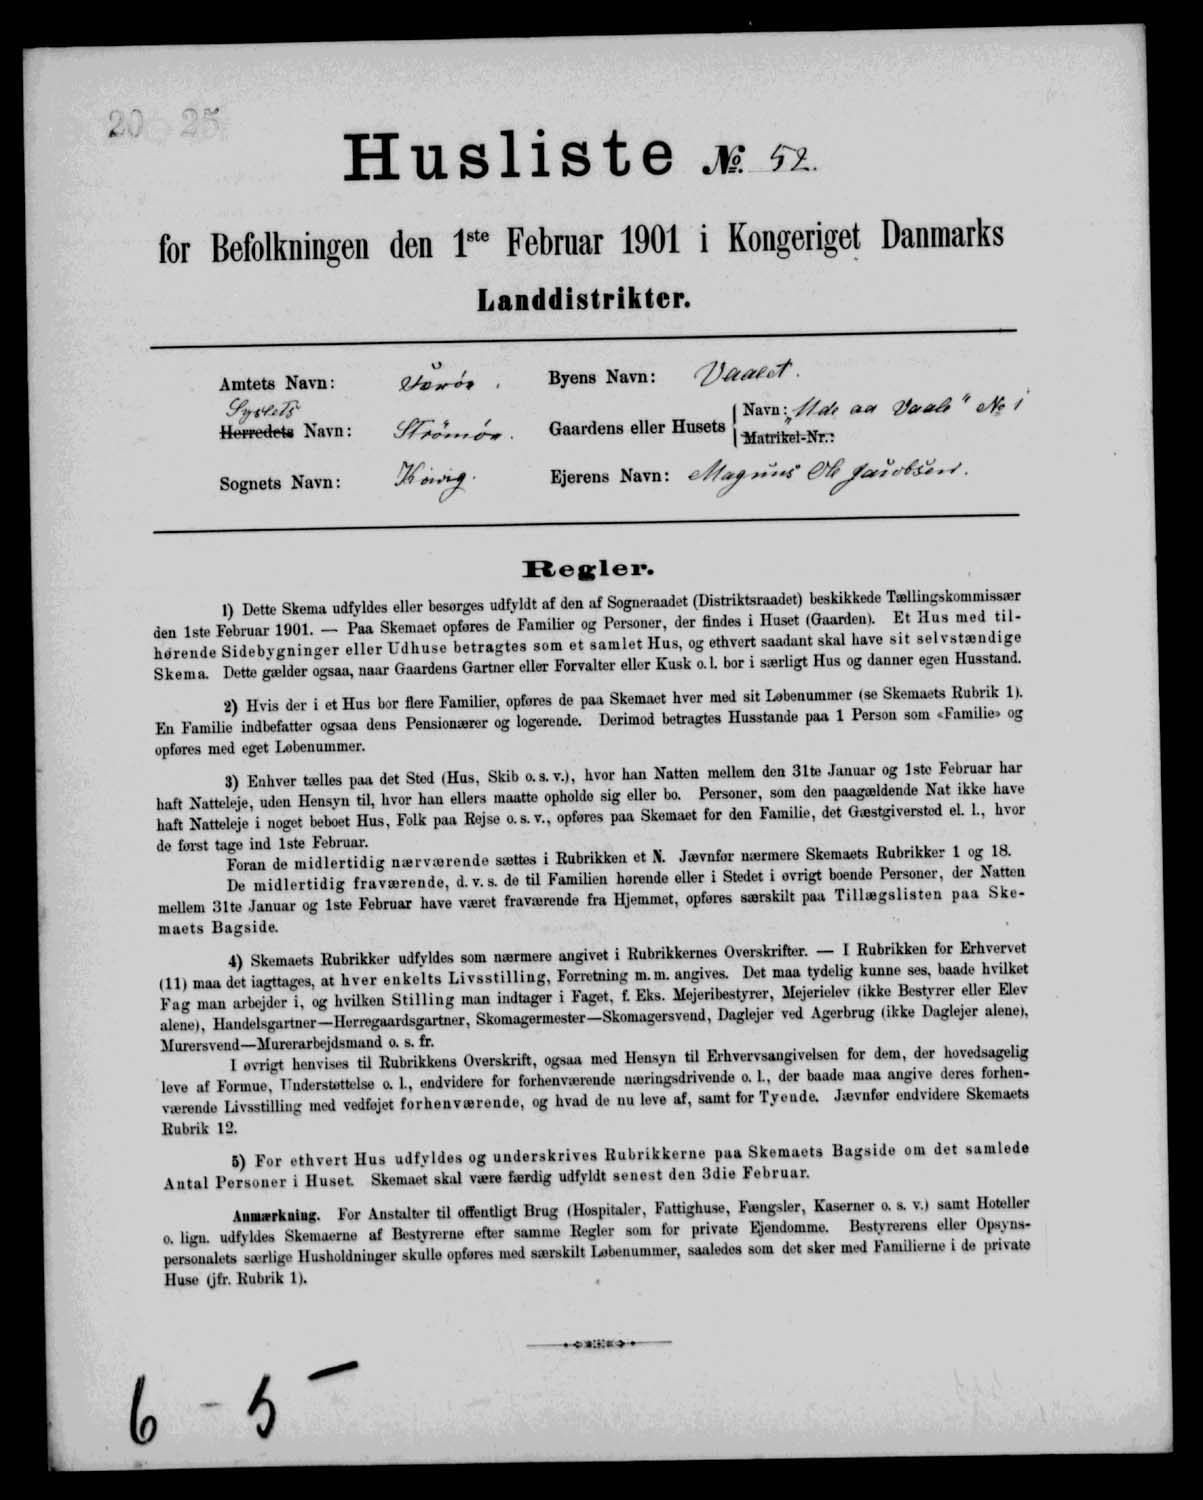 20 25
Husliste No. 52.
for Befolkningen den 1ste Februar 1901 i Kongeriget Danmarks
Landdistrikter.
Amtets Navn: Færöe. Byens Navn: Vaalet.
Syslets
Herredets Navn: Strömöe. Gaardens eller Husets Navn: „Ude aa Vaale" No 1
Matrikel-Nr.:
Sognets Navn: Kvivig. Ejerens Navn: Magnus Ole Jacobsen.
Regler.
1) Dette Skema udfyldes eller besørges udfyldt af den af Sogneraadet (Distriktsraadet) beskikkede Tællingskommissær
den 1ste Februar 1901. — Paa Skemaet opføres de Familier og Personer, der findes i Huset (Gaarden). Et Hus med til-
hørende Sidebygninger eller Udhuse betragtes som et samlet Hus, og ethvert saadant skal have sit selvstændige
Skema. Dette gælder ogsaa, naar Gaardens Gartner eller Forvalter eller Kusk o. l. bor i særligt Hus og danner egen Husstand.
2) Hvis der i et Hus bor flere Familier, opføres de paa Skemaet hver med sit Løbenummer (se Skemaets Rubrik 1).
En Familie indbefatter ogsaa dens Pensionærer og logerende. Derimod betragtes Husstande paa 1 Person som «Familie» og
opføres med eget Løbenummer.
3) Enhver tælles paa det Sted (Hus, Skib o. s. v.), hvor han Natten mellem den 31te Januar og 1ste Februar har
haft Natteleje, uden Hensyn til, hvor han ellers maatte opholde sig eller bo. Personer, som den paagældende Nat ikke have
haft Natteleje i noget beboet Hus, Folk paa Rejse o. s. v., opføres paa Skemaet for den Familie, det Gæstgiversted el. l., hvor
de først tage ind 1ste Februar.
Foran de midlertidig nærværende sættes i Rubrikken et N. Jævnfør nærmere Skemaets Rubrikker 1 og 18.
De midlertidig fraværende, d. v. s. de til Familien hørende eller i Stedet i øvrigt boende Personer, der Natten
mellem 31te Januar og 1ste Februar have været fraværende fra Hjemmet, opføres særskilt paa Tillægslisten paa Ske-
maets Bagside.
4) Skemaets Rubrikker udfyldes som nærmere angivet i Rubrikkernes Overskrifter. — I Rubrikken for Erhvervet
(11) maa det iagttages, at hver enkelts Livsstilling, Forretning m. m. angives. Det maa tydelig kunne ses, baade hvilket
Fag man arbejder i, og hvilken Stilling man indtager i Faget, f. Eks. Mejeribestyrer, Mejerielev (ikke Bestyrer eller Elev
alene), Handelsgartner—Herregaardsgartner, Skomagermester—Skomagersvend, Daglejer ved Agerbrug (ikke Daglejer alene),
Murersvend—Murerarbejdsmand o. s. fr.
I øvrigt henvises til Rubrikkens Overskrift, ogsaa med Hensyn til Erhvervsangivelsen for dem, der hovedsagelig
leve af Formue, Understøttelse o. l., endvidere for forhenværende næringsdrivende o. l., der baade maa angive deres forhen-
værende Livsstilling med vedføjet forhenværende, og hvad de nu leve af, samt for Tyende. Jævnfør endvidere Skemaets
Rubrik 12.
5) For ethvert Hus udfyldes og underskrives Rubrikkerne paa Skemaets Bagside om det samlede
Antal Personer i Huset. Skemaet skal være færdig udfyldt senest den 3die Februar.
Anmærkning. For Anstalter til offentligt Brug (Hospitaler, Fattighuse, Fængsler, Kaserner o. s. v.) samt Hoteller
o. lign. udfyldes Skemaerne af Bestyrerne efter samme Regler som for private Ejendomme. Bestyrerens eller Opsyns-
personalets særlige Husholdninger skulle opføres med særskilt Løbenummer, saaledes som det sker med Familierne i de private
Huse (jfr. Rubrik 1).
6 - 5 -